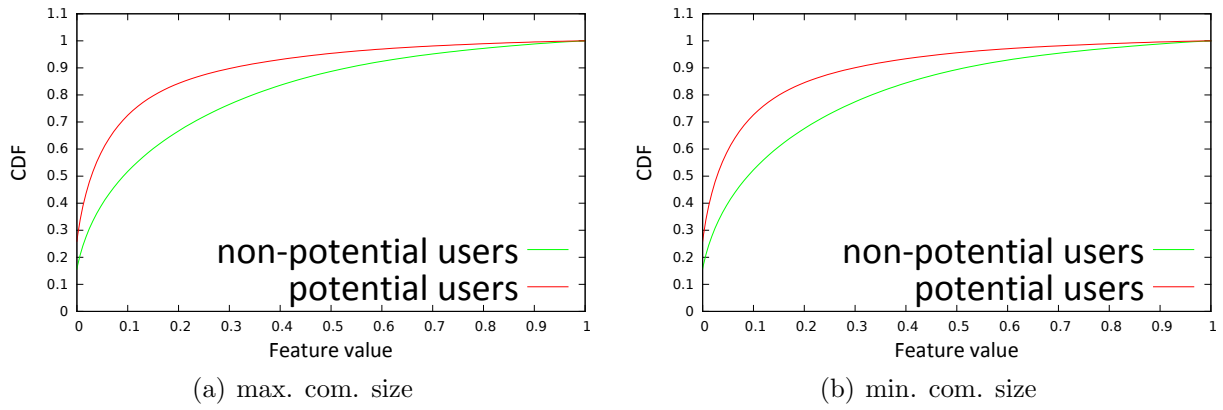 1.1
1
0.9
0.8
0.7
0.6
0.5
0.4
0.3
0.2
0.1
0
CDF
non-potential users
potential users
0 0.1 0.2 0.3 0.4 0.5 0.6 0.7 0.8 0.9 1
Feature value
(a) max. com. size
1.1
1
0.9
0.8
0.7
0.6
0.5
0.4
0.3
0.2
0.1
0
CDF
non-potential users
potential users
0 0.1 0.2 0.3 0.4 0.5 0.6 0.7 0.8 0.9 1
Feature value
(b) min. com. size